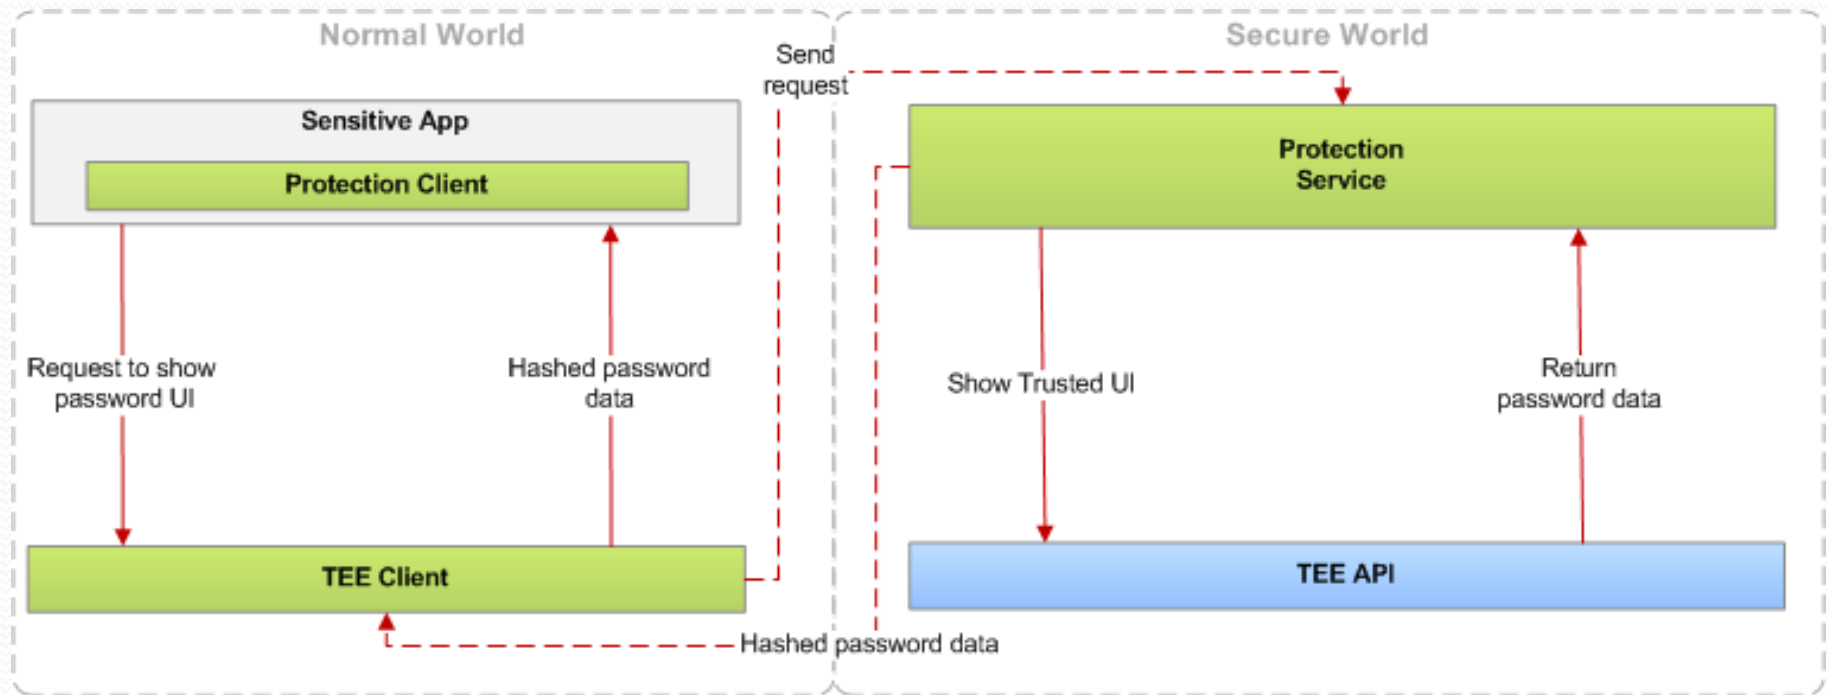 Normal World
Secure World
Send
request
Sensitive App
Protection Client
Protection
Service
Request to show
password UI
Hashed password
data
Show Trusted UI
Return
password data
TEE Client
TEE API
Hashed password data